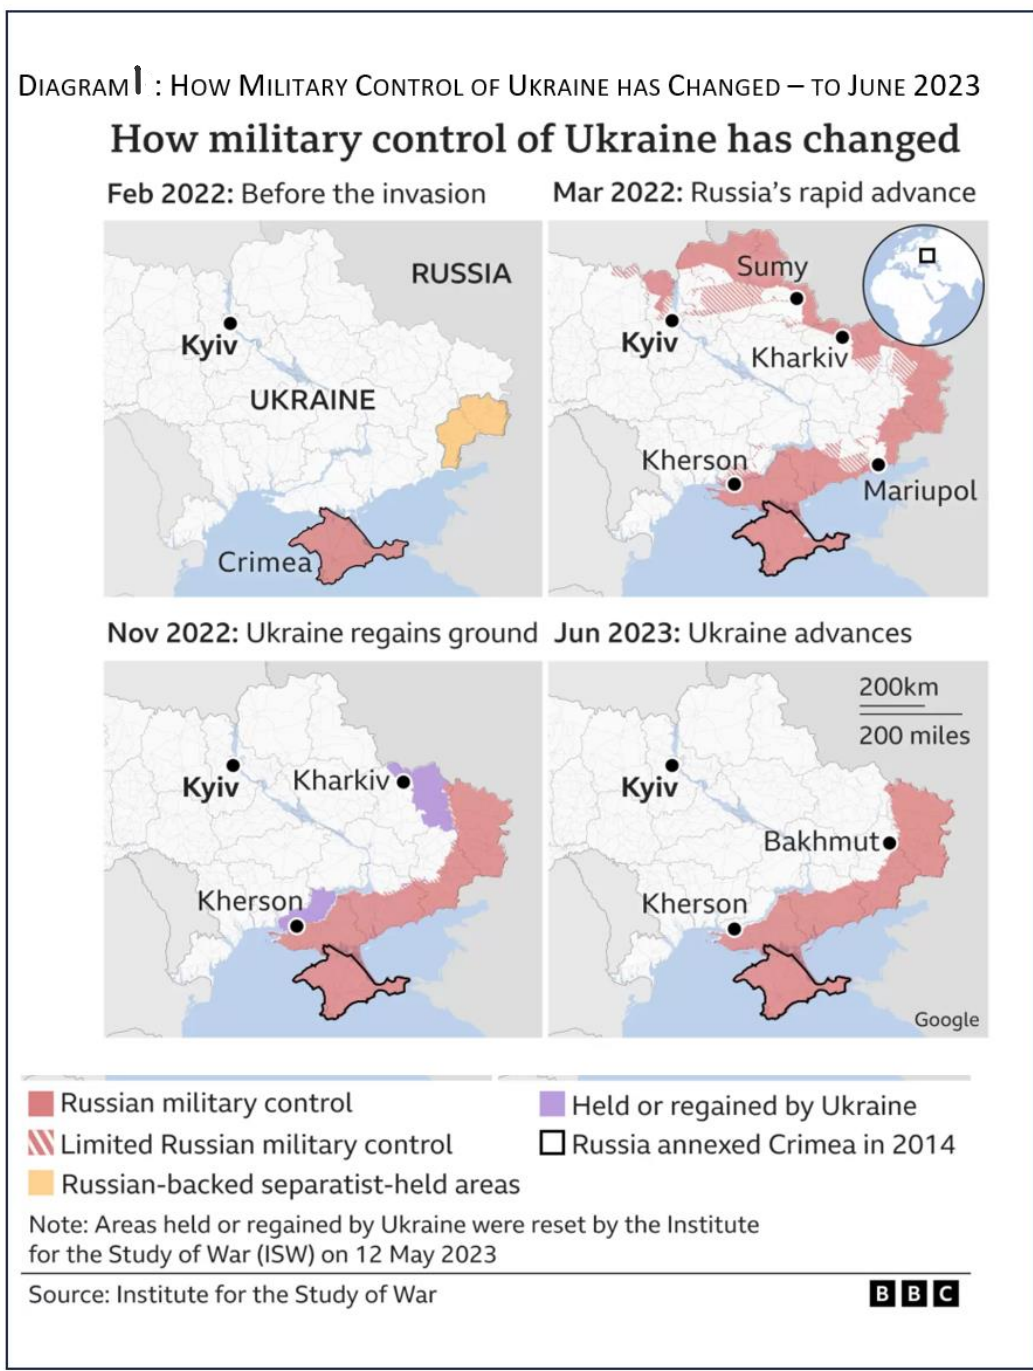 DIAGRAM 1 : HOW MILITARY CONTROL OF UKRAINE HAS CHANGED – TO JUNE 2023
How military control of Ukraine has changed
Feb 2022: Before the invasion
RUSSIA
Kyiv
UKRAINE
Crimea
Mar 2022: Russia's rapid advance
Sumy
Kyiv
Kharkiv
Kherson
Mariupol
Nov 2022: Ukraine regains ground
Kyiv
Kharkiv
Kherson
Jun 2023: Ukraine advances
200km
200 miles
Kyiv
Bakhmut
Kherson
Google
Russian military control
Limited Russian military control
Russian-backed separatist-held areas
Held or regained by Ukraine
Russia annexed Crimea in 2014
Note: Areas held or regained by Ukraine were reset by the Institute
for the Study of War (ISW) on 12 May 2023
Source: Institute for the Study of War
BBC